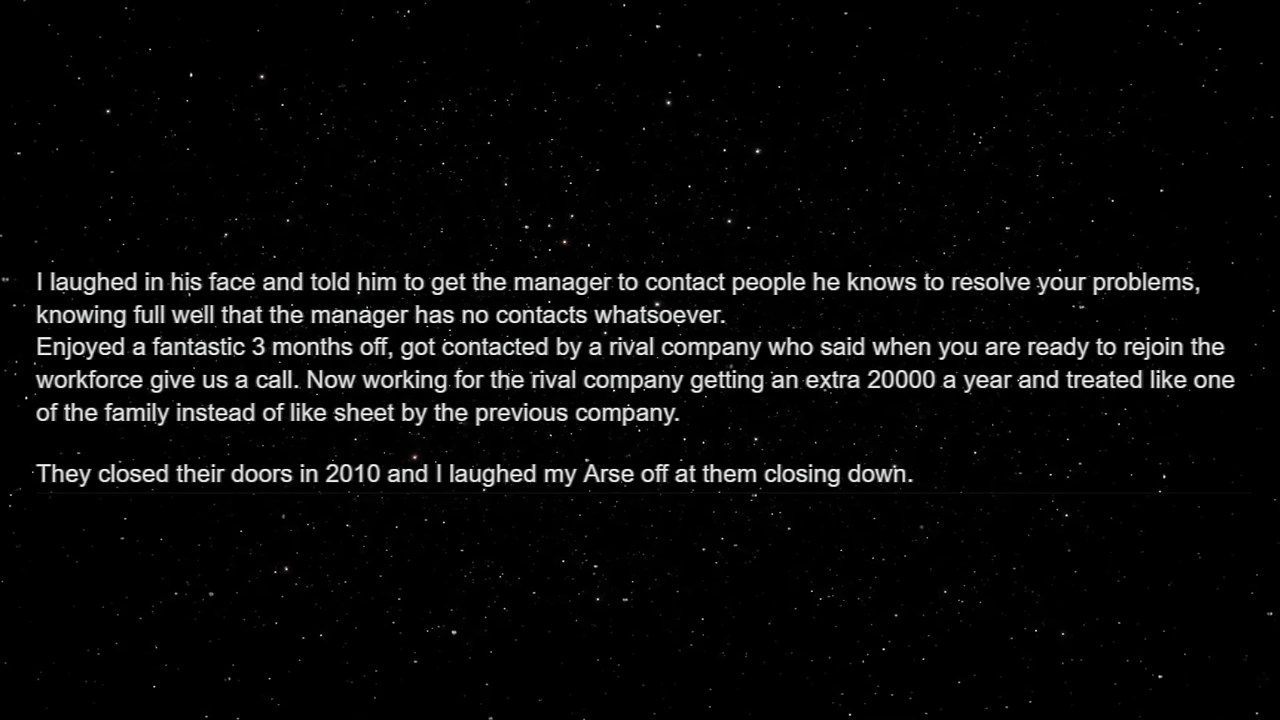 I laughed in his face and told him to get the manager to contact people he knows to resolve your problems,
knowing full well that the manager has no contacts whatsoever.
Enjoyed a fantastic 3 months off, got contacted by a rival company who said when you are ready to rejoin the
workforce give us a call. Now working for the rival company getting an extra 20000 a year and treated like one
of the family instead of like sheet by the previous company.
They closed their doors in 2010 and I laughed my Arse off at them closing down.